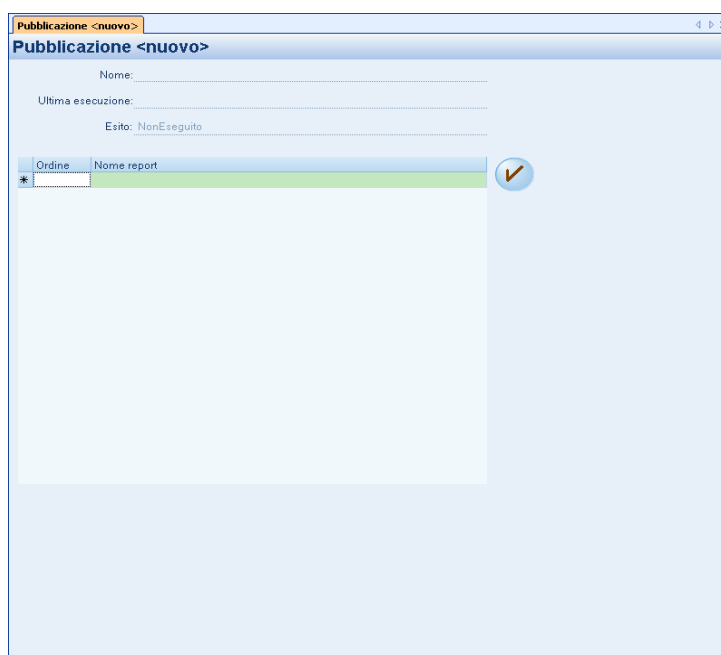 Pubblicazione <nuovo>
Pubblicazione <nuovo>
Nome:
Ultima esecuzione:
Esito: NonEseguito
Ordine Nome report